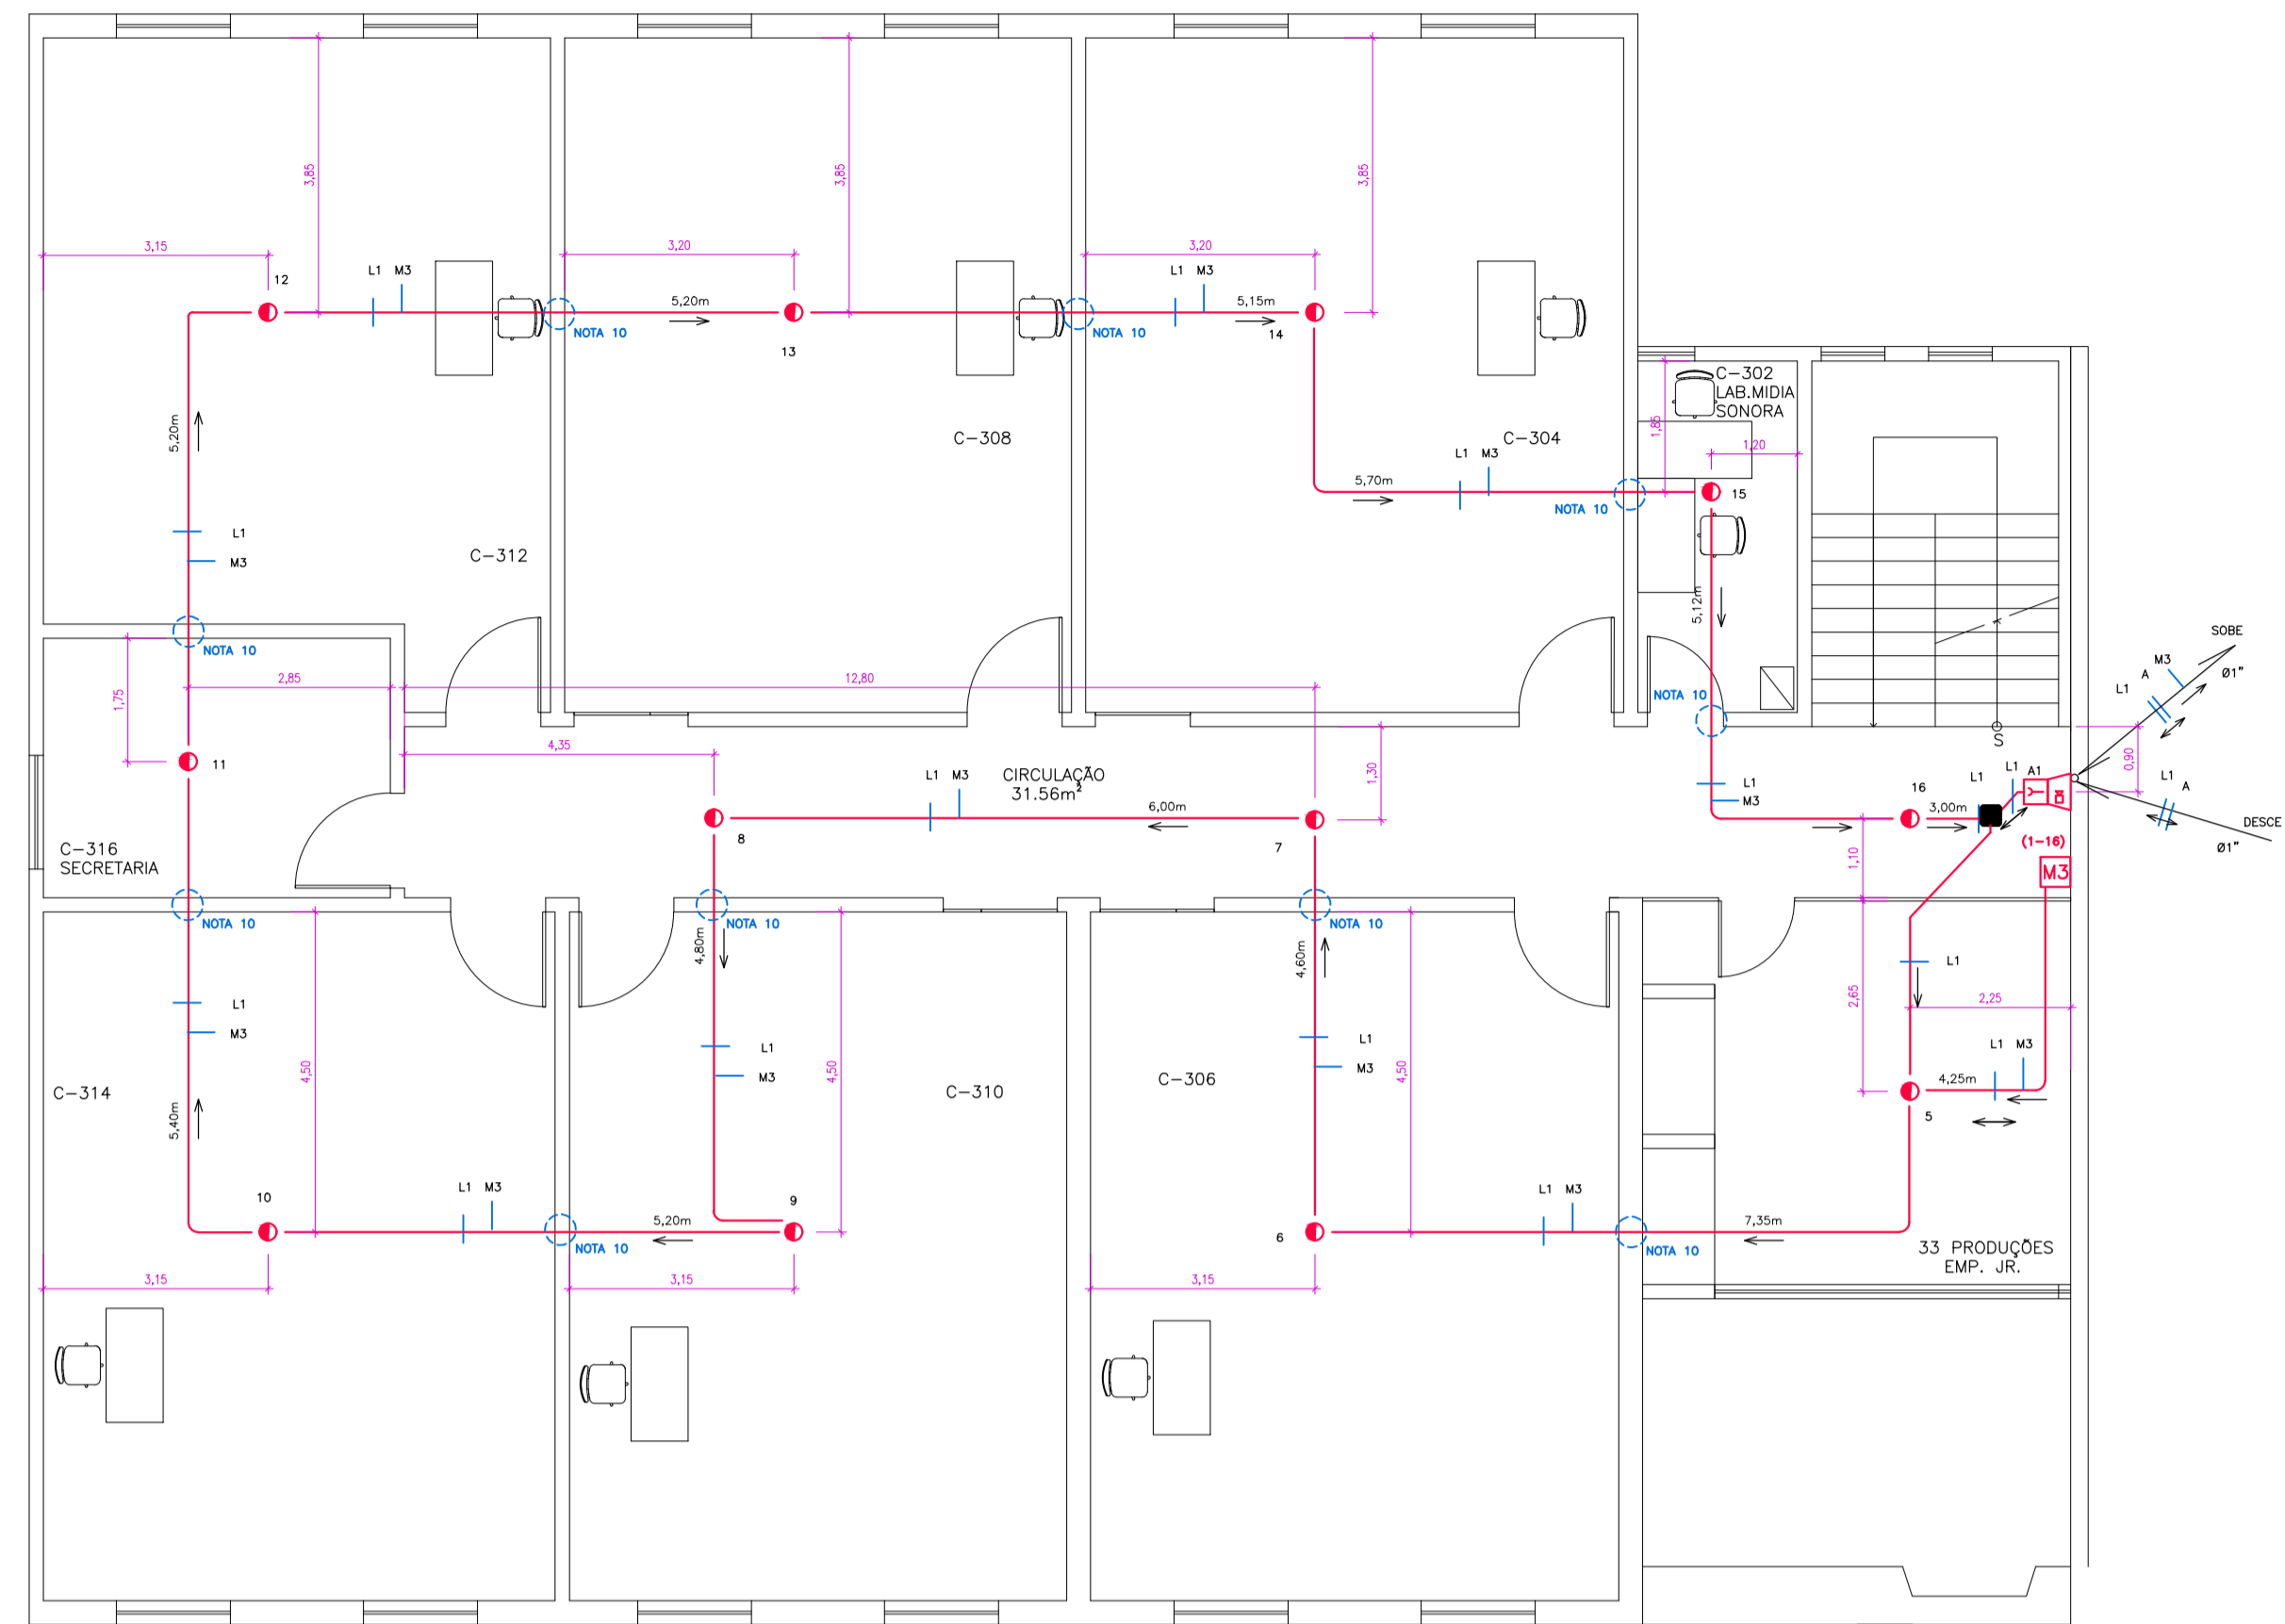 3,85
3,85
3,85
3,15
3,20
3,20
12
L1 M3
5,20m
L1 M3
5,15m
NOTA 10
NOTA 10
13
14
C-302
LAB.MIDIA
SONORA
1,85
1,20
5,20m
C-308
C-304
L1 M3
5,70m
15
NOTA 10
L1
M3
C-312
5,12m
NOTA 10
SOBE
M3
A
L1
Ø1"
2,85
12,80
1,75
NOTA 10
4,35
S
0,90
11
L1 M3
CIRCULAÇÃO
31.56m²
1,30
6,00m
L1
M3
16
3,00m
L1
L1
A1
L1
A
DESCE
Ø1"
8
7
(1-16)
M3
1,10
C-316
SECRETARIA
NOTA 10
NOTA 10
NOTA 10
4,80m
4,60m
L1
2,65
2,25
L1
M3
L1
M3
L1
M3
L1 M3
4,25m
5
C-314
4,50
4,50
C-310
C-306
4,50
5,40m
10
L1 M3
9
5,20m
NOTA 10
6
L1 M3
7,35m
NOTA 10
33 PRODUÇÕES
EMP. JR.
3,15
3,15
3,15